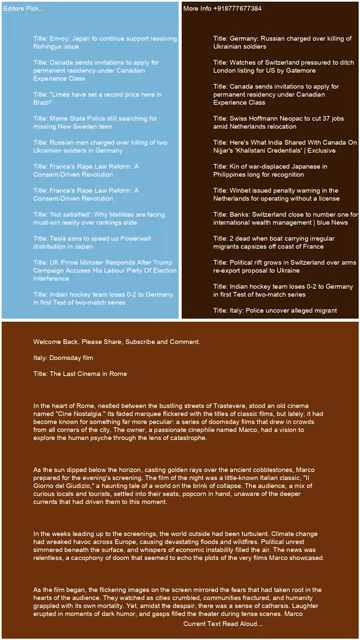 Editors Pick...
Title: Envey: Japan to continue support resolving
Rohingya issue
Title: Canada sends invitations to apply for
permanent residency under Canadian
Experience Class
Title: "Limes have set a record price here in
Brazil"
Title: Maine State Police still searching for
missing New Sweden teen
Title: Russian man charged over killing of two
Ukrainian soldiers in Germany
Title: France's Rape Law Reform: A
Consent-Driven Revolution
Title: France's Rape Law Reform: A
Consent-Driven Revolution
Title: 'Not satisfied': Why Matildas are facing
must-win reality over rankings slide
Title: Tesla aims to speed up Powerwall
distribution in Japan
Title: UK Prime Minister Responds After Trump
Campaign Accuses His Labour Party Of Election
Interference
Title: Indian hockey team loses 0-2 to Germany
in first Test of two-match series
More Info +918777677384
Title: Germany: Russian charged over killing of
Ukrainian soldiers
Title: Watches of Switzerland pressured to ditch
London listing for US by Gatemore
Title: Canada sends invitations to apply for
permanent residency under Canadian
Experience Class
Title: Swiss Hoffmann Neopac to cut 37 jobs
amid Netherlands relocation
Title: Here's What India Shared With Canada On
Nijjar's 'Khalistani Credentials' | Exclusive
Title: Kin of war-displaced Japanese in
Philippines long for recognition
Title: Winbet issued penalty warning in the
Netherlands for operating without a license
Title: Banks: Switzerland close to number one for
international wealth management | blue News
Title: 2 dead when boat carrying irregular
migrants capsizes off coast of France
Title: Political rift grows in Switzerland over arms
re-export proposal to Ukraine
Title: Indian hockey team loses 0-2 to Germany
in first Test of two-match series
Title: Italy: Police uncover alleged migrant
Welcome Back. Please Share, Subscribe and Comment.
Italy: Doomsday film
Title: The Last Cinema in Rome
In the heart of Rome, nestled between the bustling streets of Trastevere, stood an old cinema
named "Cine Nostalgia." Its faded marquee flickered with the titles of classic films, but lately, it had
become known for something far more peculiar: a series of doomsday films that drew in crowds
from all corners of the city. The owner, a passionate cinephile named Marco, had a vision to
explore the human psyche through the lens of catastrophe.
As the sun dipped below the horizon, casting golden rays over the ancient cobblestones, Marco
prepared for the evening's screening. The film of the night was a little-known Italian classic, "Il
Giorno del Giudizio," a haunting tale of a world on the brink of collapse. The audience, a mix of
curious locals and tourists, settled into their seats, popcorn in hand, unaware of the deeper
currents that had driven them to this moment.
In the weeks leading up to the screenings, the world outside had been turbulent. Climate change
had wreaked havoc across Europe, causing devastating floods and wildfires. Political unrest
simmered beneath the surface, and whispers of economic instability filled the air. The news was
relentless, a cacophony of doom that seemed to echo the plots of the very films Marco showcased.
As the film began, the flickering images on the screen mirrored the fears that had taken root in the
hearts of the audience. They watched as cities crumbled, communities fractured, and humanity
grappled with its own mortality. Yet, amidst the despair, there was a sense of catharsis. Laughter
erupted in moments of dark humor, and gasps filled the theater during tense scenes. Marco
Current Text Read Aloud...